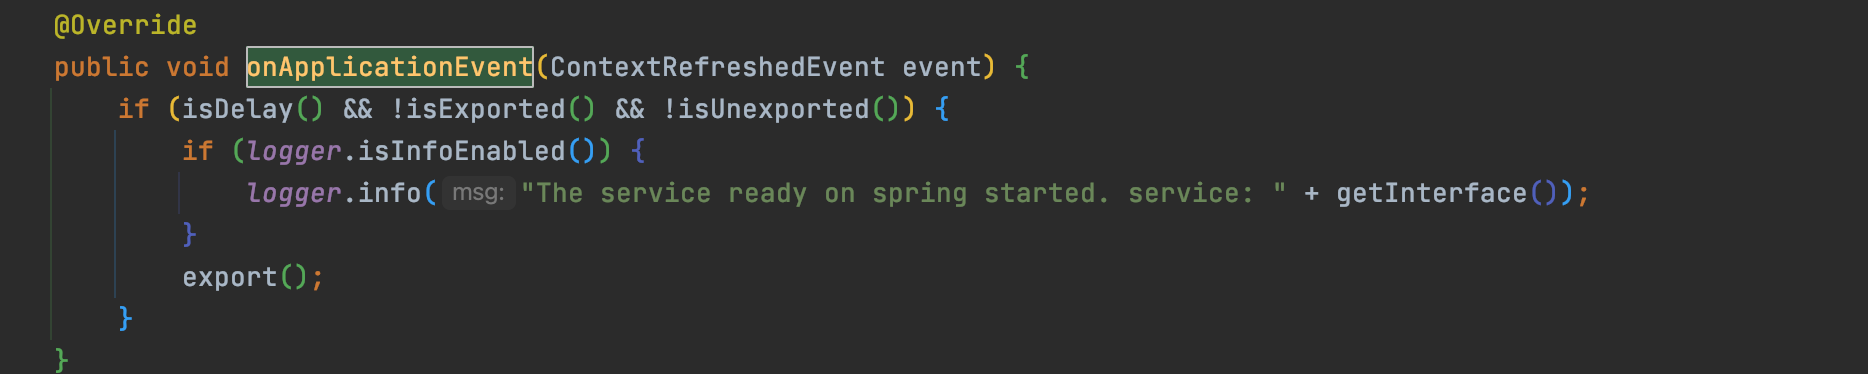 @Override
public void onApplicationEvent(ContextRefreshedEvent event) {
if (isDelay() && !isExported() && !isUnexported()) {
if (logger.isInfoEnabled()) {
logger.info( msg: "The service ready on spring started. service: " + getInterface());
}
export();
}
}